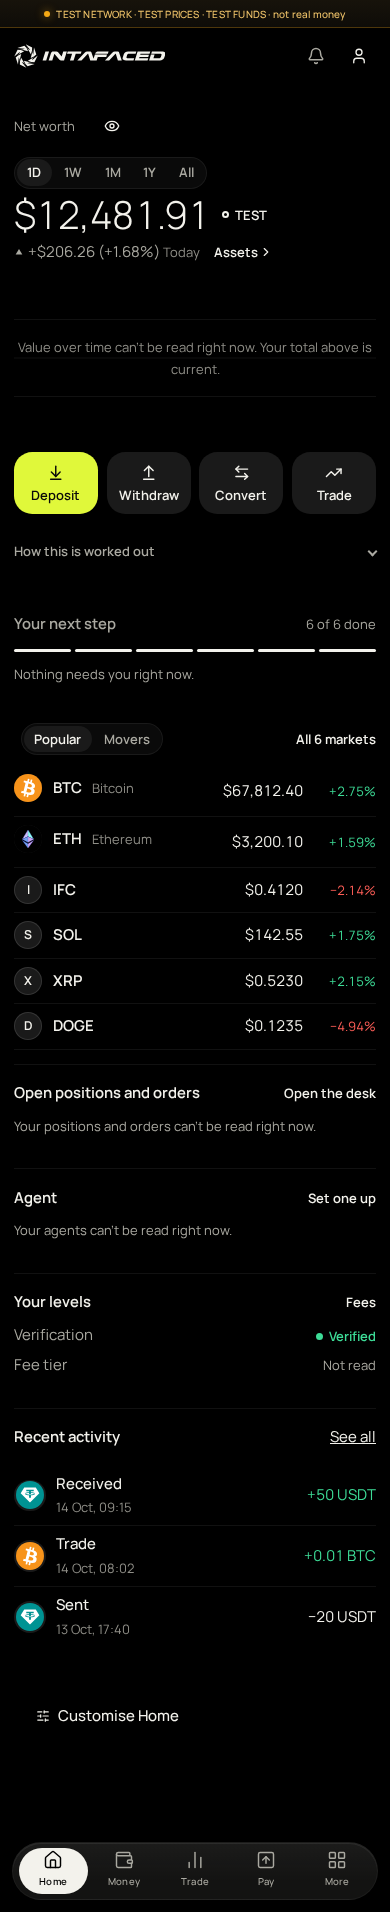 TEST NETWORK · TEST PRICES · TEST FUNDS · not real money
INTAFACED
Net worth
1D 1W 1M 1Y All
$12,481.91 TEST
+$206.26 (+1.68%) Today Assets
Value over time can't be read right now. Your total above is
current.
Deposit Withdraw Convert Trade
How this is worked out
Your next step 6 of 6 done
Nothing needs you right now.
Popular Movers All 6 markets
BTC Bitcoin $67,812.40 +2.75%
ETH Ethereum $3,200.10 +1.59%
I IFC $0.4120 −2.14%
S SOL $142.55 +1.75%
X XRP $0.5230 +2.15%
D DOGE $0.1235 −4.94%
Open positions and orders Open the desk
Your positions and orders can't be read right now.
Agent Set one up
Your agents can't be read right now.
Your levels Fees
Verification Verified
Fee tier Not read
Recent activity See all
Received
14 Oct, 09:15 +50 USDT
Trade
14 Oct, 08:02 +0.01 BTC
Sent
13 Oct, 17:40 −20 USDT
Customise Home
Home Money Trade Pay More